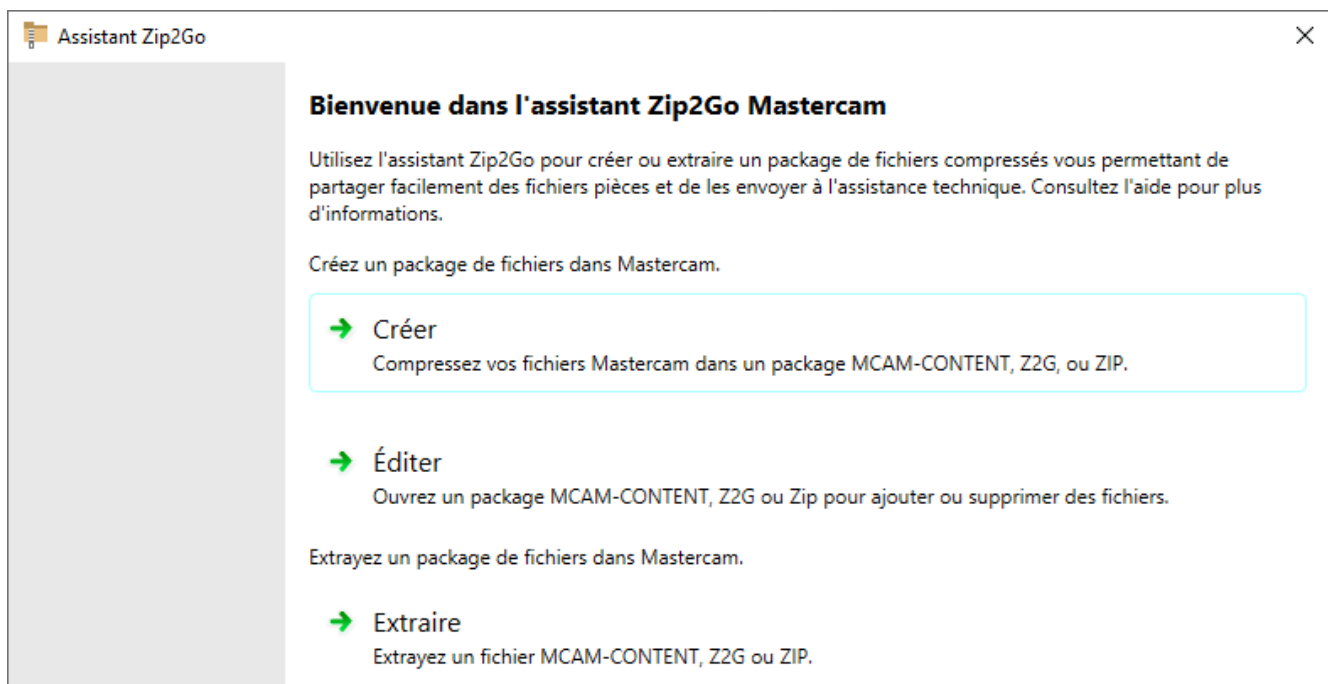 Assistant Zip2Go
Bienvenue dans l'assistant Zip2Go Mastercam
Utilisez l'assistant Zip2Go pour créer ou extraire un package de fichiers compressés vous permettant de
partager facilement des fichiers pièces et de les envoyer à l'assistance technique. Consultez l'aide pour plus
d'informations.
Créez un package de fichiers dans Mastercam.
Créer
Compressez vos fichiers Mastercam dans un package MCAM-CONTENT, Z2G, ou ZIP.
Éditer
Ouvrez un package MCAM-CONTENT, Z2G ou Zip pour ajouter ou supprimer des fichiers.
Extrayez un package de fichiers dans Mastercam.
Extraire
Extrayez un fichier MCAM-CONTENT, Z2G ou ZIP.